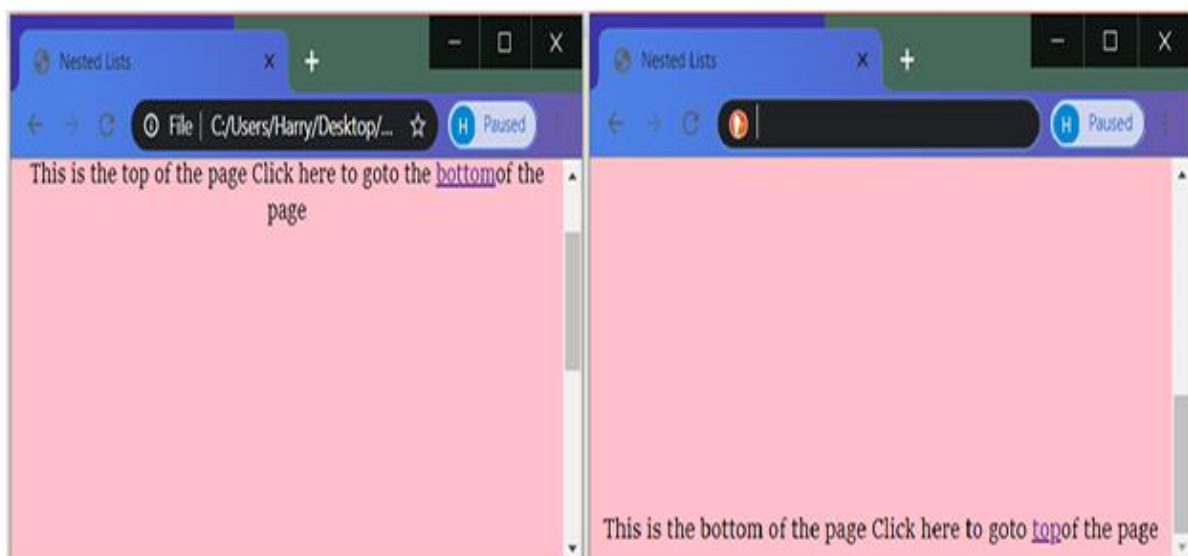 Nested Lists
File | C:/Users/Harry/Desktop/...
H Paused
This is the top of the page Click here to goto the bottomof the
page
Nested Lists
H Paused
This is the bottom of the page Click here to goto topof the page